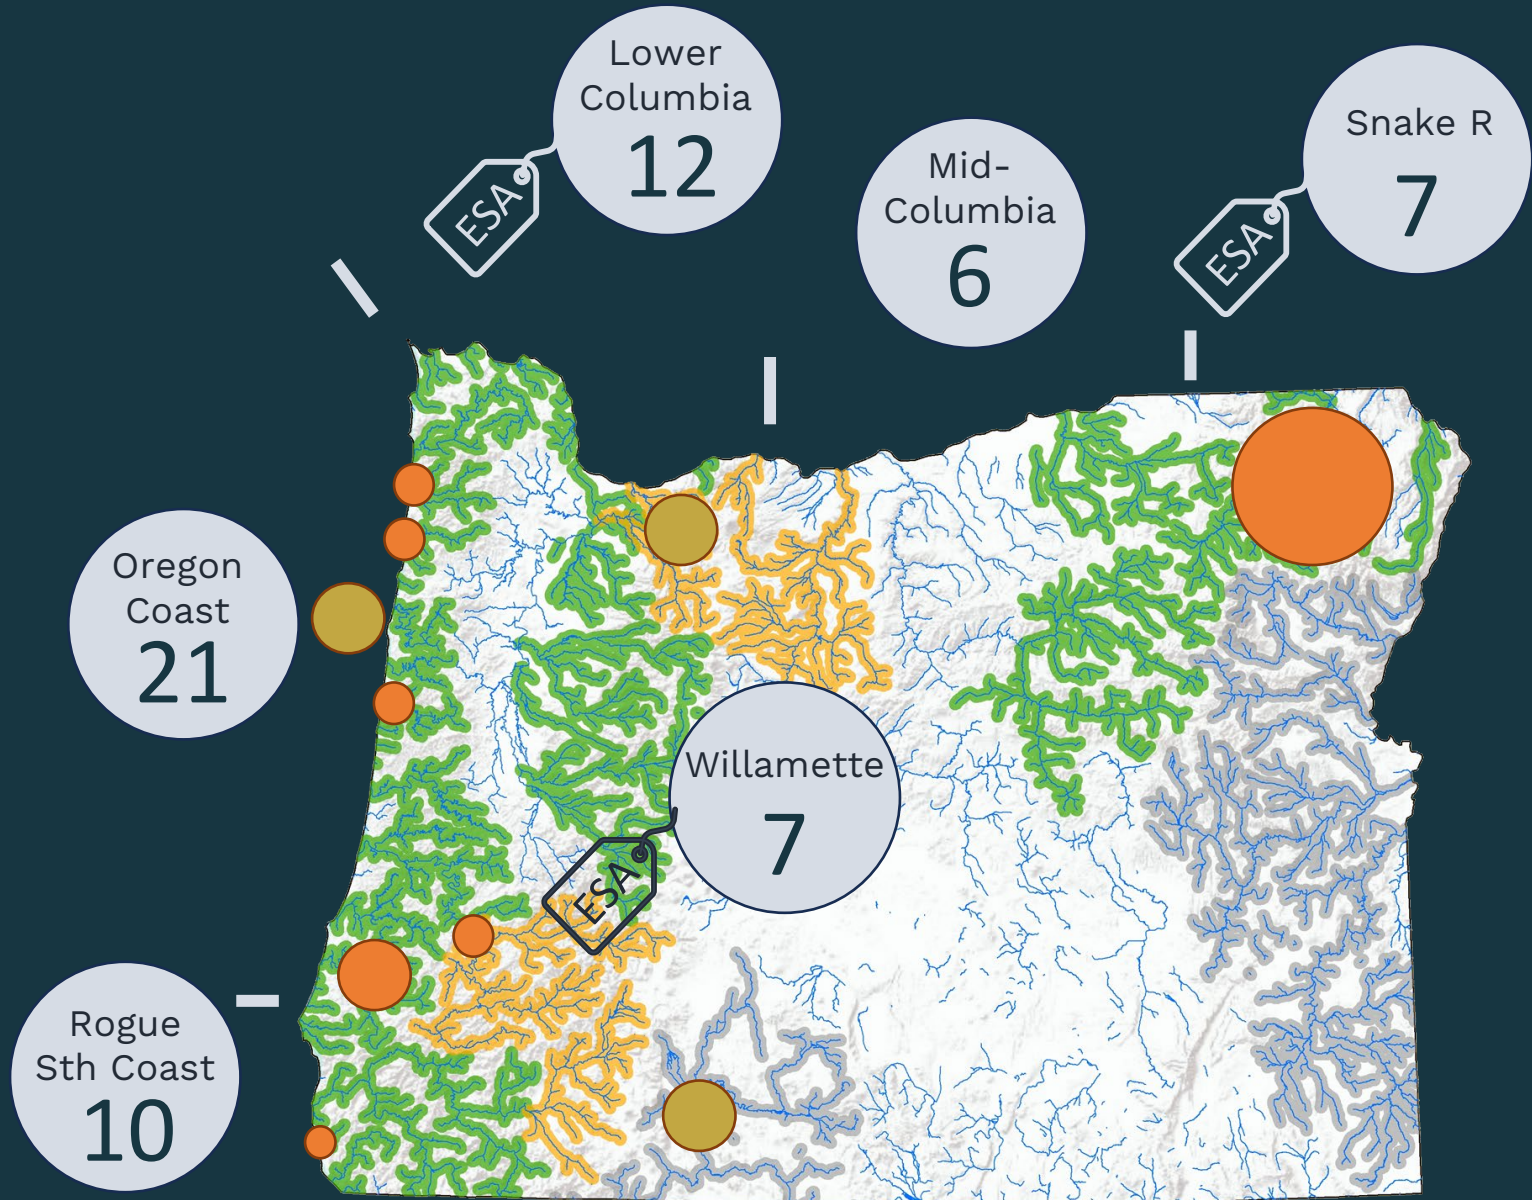 Lower
Columbia
12
ESA
Mid-
Columbia
6
Snake R
7
ESA
Oregon
Coast
21
Willamette
7
ESA
Rogue
Sth Coast
10